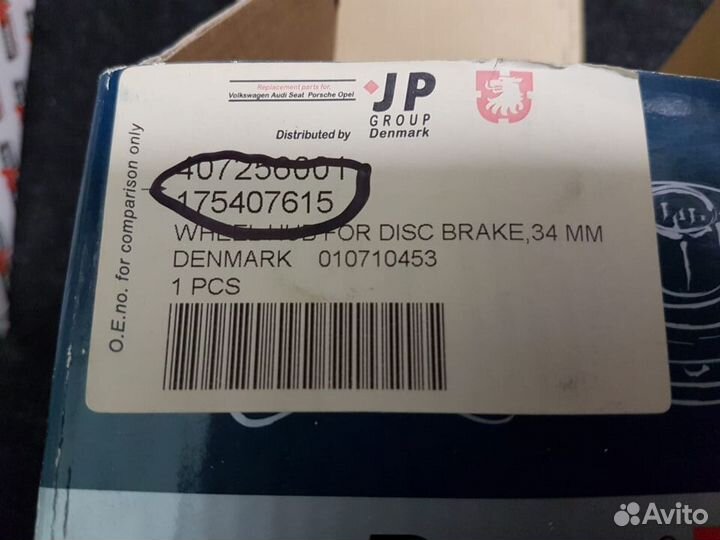 Replacement parts for:
Volkswagen Audi Seat Porsche Opel
JP
GROUP
Denmark
Distributed by
O.E.no. for comparison only
175407615
WHEEL HUB FOR DISC BRAKE,34 MM
DENMARK 010710453
1 PCS
Avito